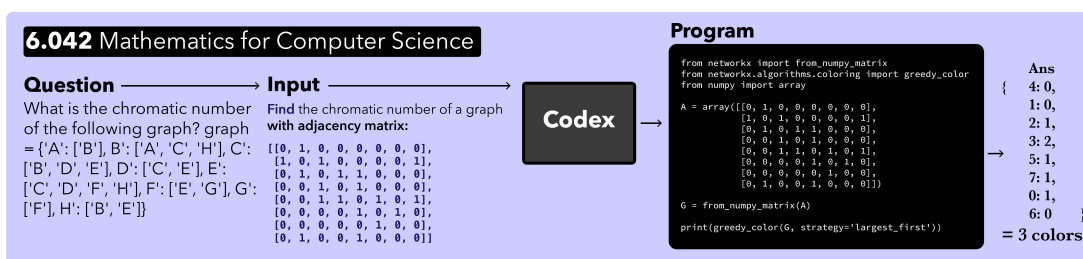 6.042 Mathematics for Computer Science
Question
What is the chromatic number
of the following graph? graph
= {'A': ['B'], B': ['A', 'C', 'H'], C':
['B', 'D', 'E'], D': ['C', 'E'], E':
['C', 'D', 'F', 'H'], F': ['E', 'G'], G':
['F'], H': ['B', 'E']}
Input
Find the chromatic number of a graph
with adjacency matrix:
[[0, 1, 0, 0, 0, 0, 0, 0],
[1, 0, 1, 0, 0, 0, 0, 1],
[0, 1, 0, 1, 1, 0, 0, 0],
[0, 0, 1, 0, 1, 0, 0, 0],
[0, 0, 1, 1, 0, 1, 0, 1],
[0, 0, 0, 0, 1, 0, 1, 0],
[0, 0, 0, 0, 0, 1, 0, 0],
[0, 1, 0, 0, 1, 0, 0, 0]]
Codex
Program
from networkx import from_numpy_matrix
from networkx.algorithms.coloring import greedy_color
from numpy import array
A = array([[0, 1, 0, 0, 0, 0, 0, 0],
[1, 0, 1, 0, 0, 0, 0, 1],
[0, 1, 0, 1, 1, 0, 0, 0],
[0, 0, 1, 0, 1, 0, 0, 0],
[0, 0, 1, 1, 0, 1, 0, 1],
[0, 0, 0, 0, 1, 0, 1, 0],
[0, 0, 0, 0, 0, 1, 0, 0],
[0, 1, 0, 0, 1, 0, 0, 0]])
G = from_numpy_matrix(A)
print(greedy_color(G, strategy='largest_first'))
Ans
{ 4: 0,
1: 0,
2: 1,
3: 2,
5: 1,
7: 1,
0: 1,
6: 0
= 3 colors